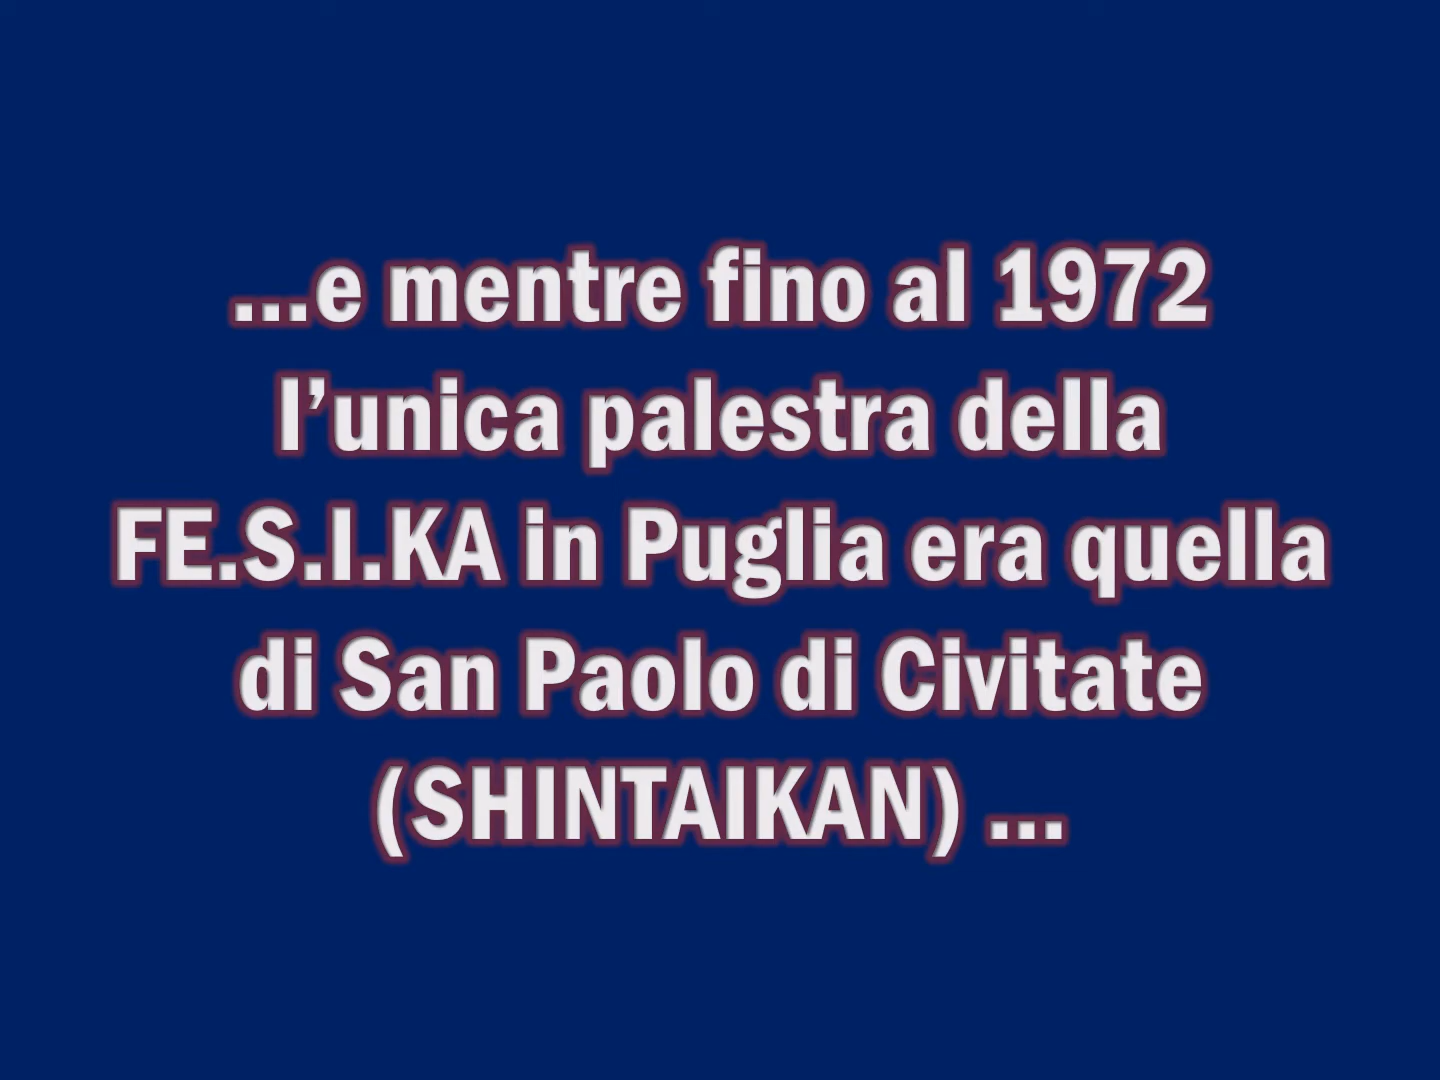 ...e mentre fino al 1972
l’unica palestra della
FE.S.I.KA in Puglia era quella
di San Paolo di Civitate
(SHINTAIKAN) ...